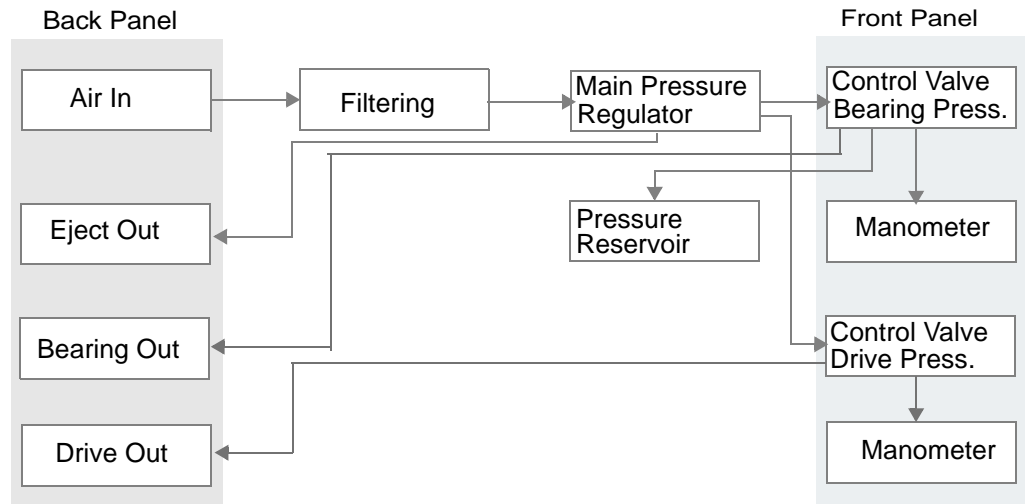 Back Panel
Front Panel
Air In
Filtering
Main Pressure
Regulator
Control Valve
Bearing Press.
Eject Out
Pressure
Reservoir
Manometer
Bearing Out
Control Valve
Drive Press.
Drive Out
Manometer